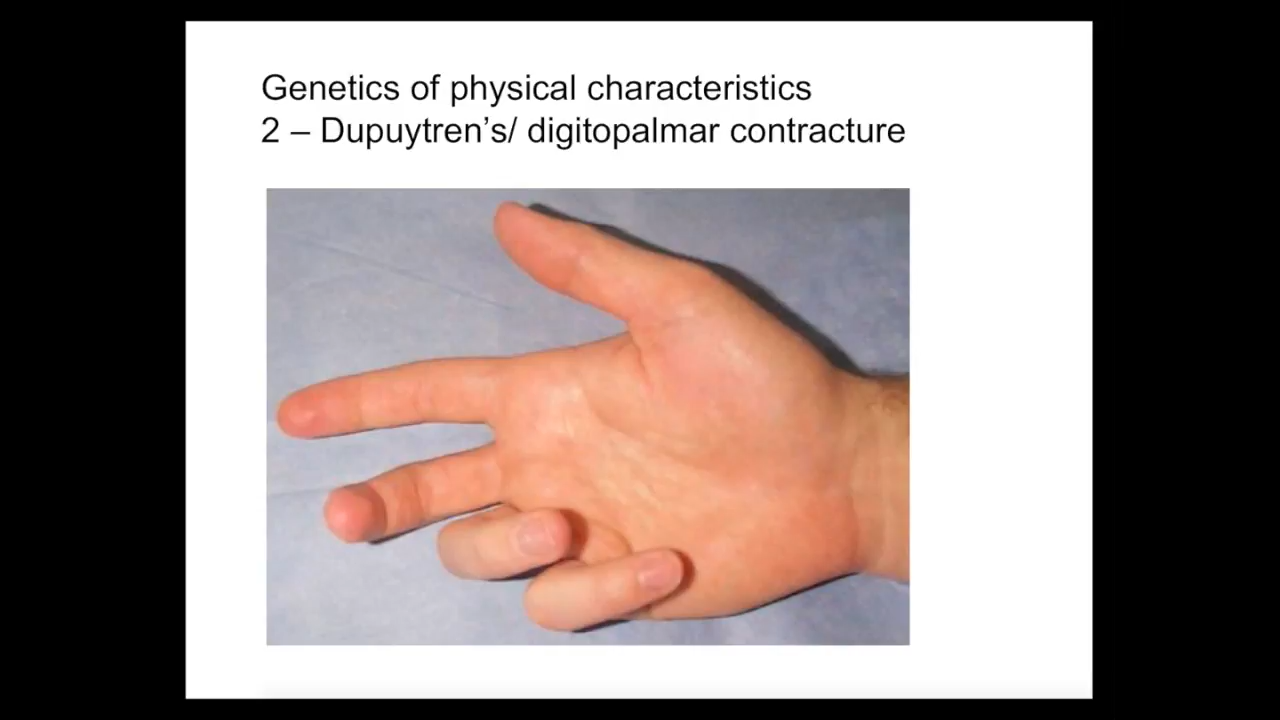 Genetics of physical characteristics
2 – Dupuytren’s/ digitopalmar contracture